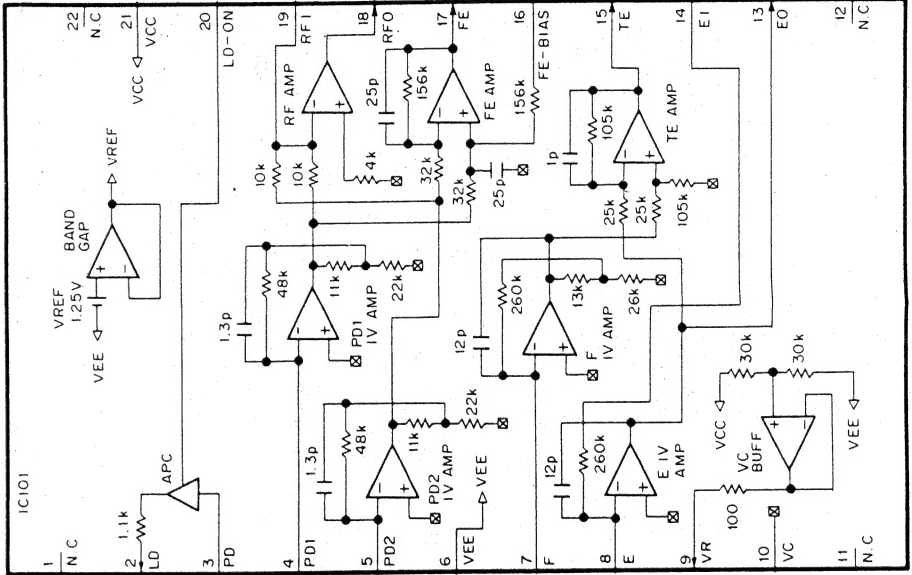 22 N.C
21 VCC
20 LD-ON
19 RF I
18 RFO
17 FE
16 FE-BIAS
15 TE
14 EI
13 EO
12 N.C
VCC
VREF
BAND GAP
VREF 1.25V
VEE
RF AMP
10k
10k
4k
25p
156k
FE AMP
32k
32k
25p
156k
1p
105k
TE AMP
25k
25k
105k
1.3p
48k
11k
22k
PD1 IV AMP
12p
260k
13k
26k
F IV AMP
IC101
APC
1.1k
1.3p
48k
11k
22k
PD2 IV AMP
VEE
12p
260k
E IV AMP
VCC
30k
30k
VC BUFF
VEE
100
1 N.C
2 LD
3 PD
4 PD1
5 PD2
6 VEE
7 F
8 E
9 VR
10 VC
11 N.C